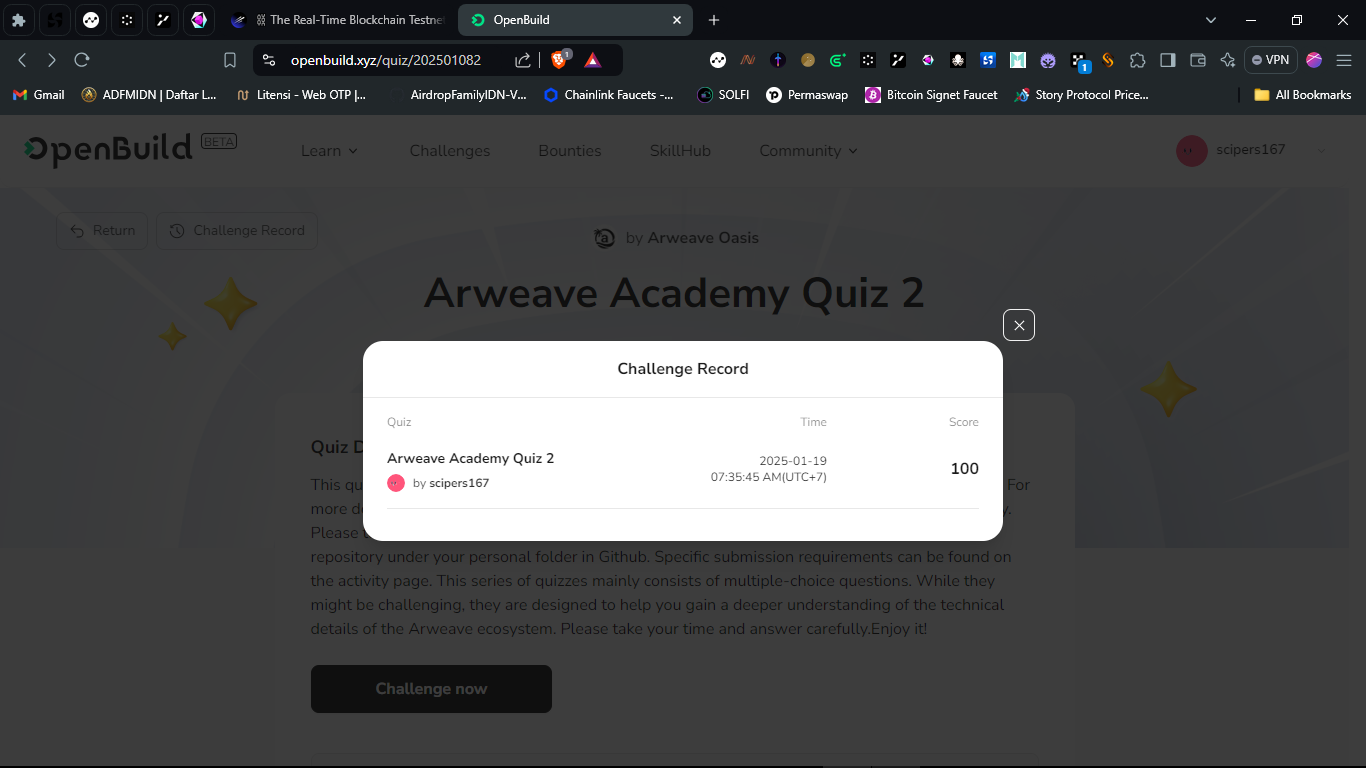 The Real-Time Blockchain Testne
OpenBuild
openbuild.xyz/quiz/202501082
1
1
VPN
Gmail
ADFMIDN | Daftar L...
Litensi - Web OTP |...
AirdropFamilyIDN-V...
Chainlink Faucets -...
SOLFI
Permaswap
Bitcoin Signet Faucet
Story Protocol Price...
All Bookmarks
OpenBuild BETA
Learn
Challenges
Bounties
SkillHub
Community
scipers167
Return
Challenge Record
by Arweave Oasis
Arweave Academy Quiz 2
Challenge Record
Quiz Time Score
Arweave Academy Quiz 2
by scipers167
2025-01-19
07:35:45 AM(UTC+7)
100
Quiz D
This qu For
more d y.
Please
repository under your personal folder in Github. Specific submission requirements can be found on
the activity page. This series of quizzes mainly consists of multiple-choice questions. While they
might be challenging, they are designed to help you gain a deeper understanding of the technical
details of the Arweave ecosystem. Please take your time and answer carefully.Enjoy it!
Challenge now